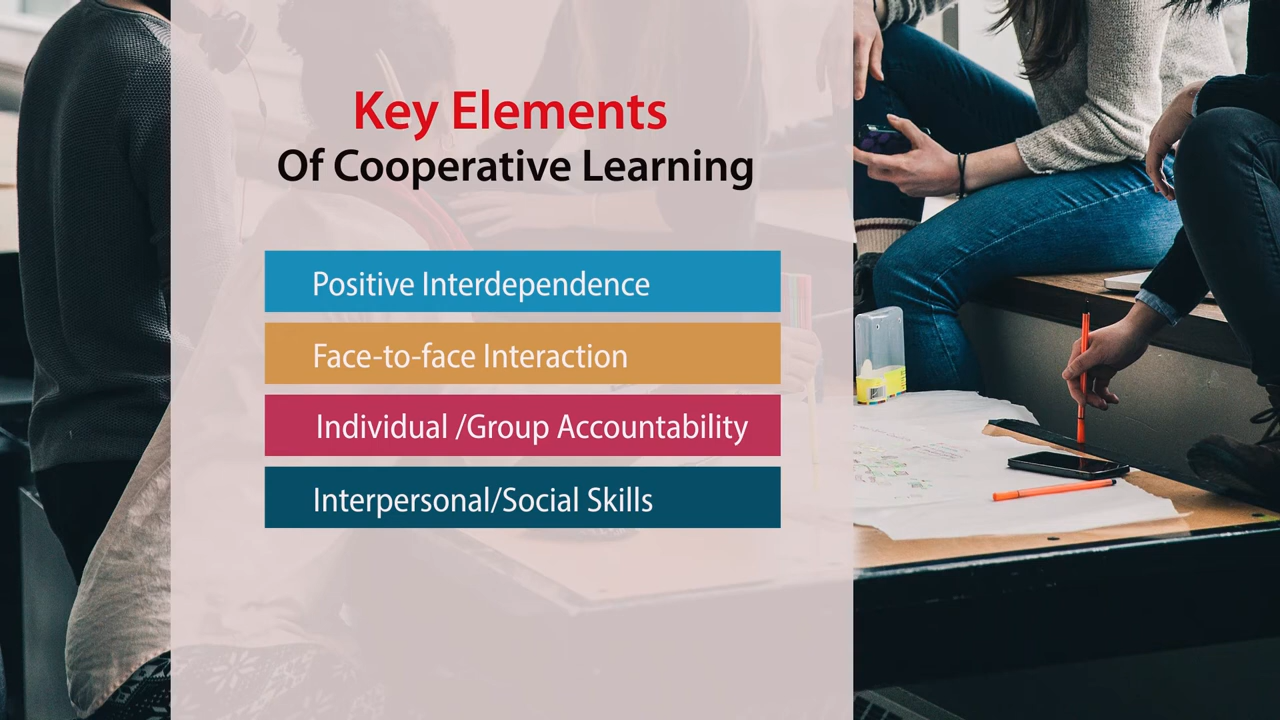 Key Elements
Of Cooperative Learning
Positive Interdependence
Face-to-face Interaction
Individual /Group Accountability
Interpersonal/Social Skills